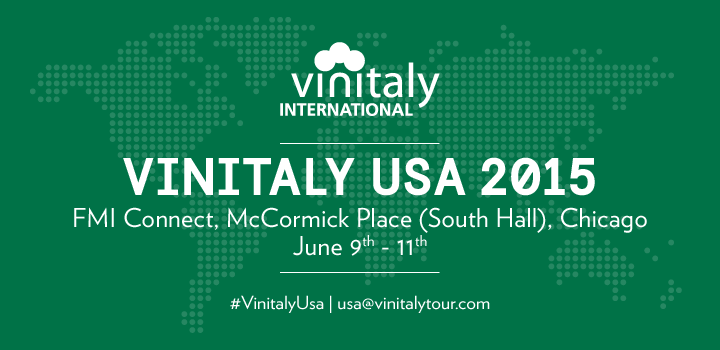 vinitaly
INTERNATIONAL
VINITALY USA 2015
FMI Connect, McCormick Place (South Hall), Chicago
June 9th - 11th
#VinitalyUsa | usa@vinitalytour.com